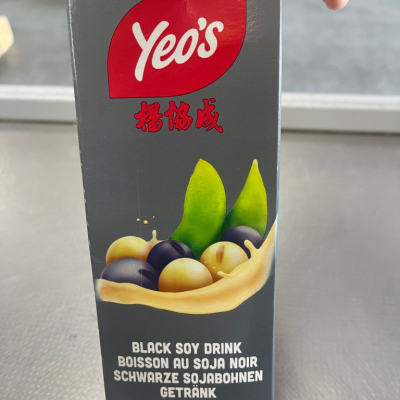 Yeo's
楊協成
BLACK SOY DRINK
BOISSON AU SOJA NOIR
SCHWARZE SOJABOHNEN
GETRÄNK